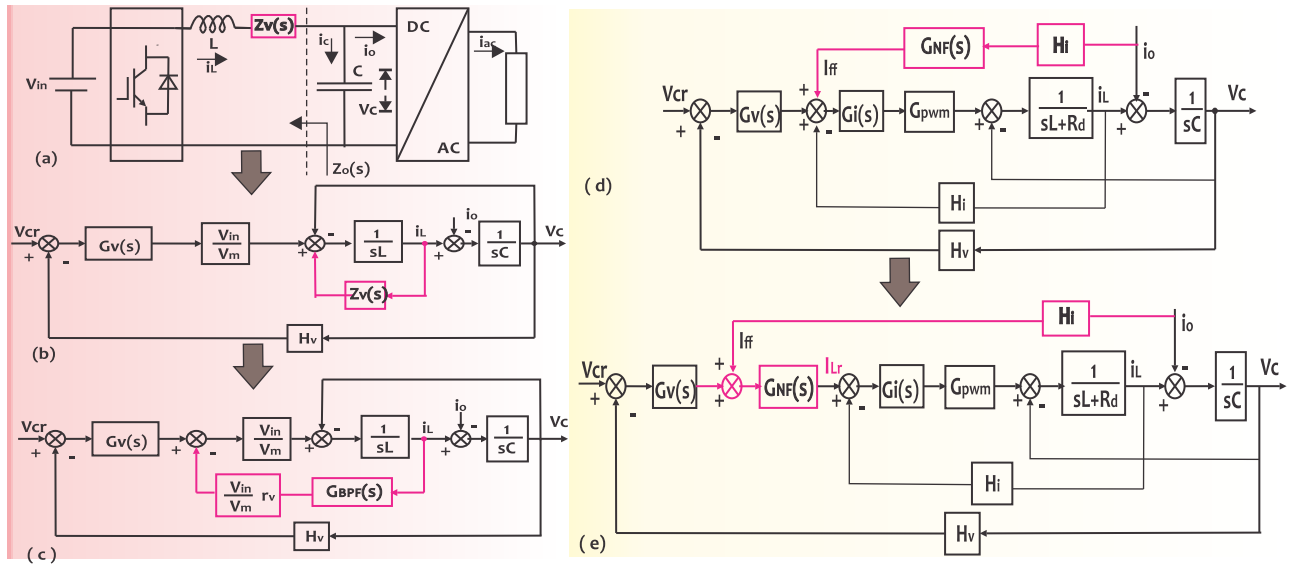 Zv(s)
L
iL
Vin
ic
io
C
Vc
DC
AC
iac
Zo(s)
(a)
Vcr
+
-
Gv(s)
Vin
Vm
+
-
1
sL
iL
io
-
+
1
sC
Vc
Zv(s)
Hv
(b)
Vcr
+
-
Gv(s)
+
-
Vin
Vm
+
-
1
sL
iL
io
-
+
1
sC
Vc
Vin
Vm
rv
GBPF(s)
Hv
(c)
GNF(s)
Hi
io
Iff
Vcr
+
-
Gv(s)
+
+
-
Gi(s)
Gpwm
+
-
1
sL+Rd
iL
-
+
1
sC
Vc
Hi
Hv
(d)
Hi
io
Iff
Vcr
+
-
Gv(s)
+
+
GNF(s)
ILr
+
-
Gi(s)
Gpwm
+
-
1
sL+Rd
iL
-
+
1
sC
Vc
Hi
Hv
(e)